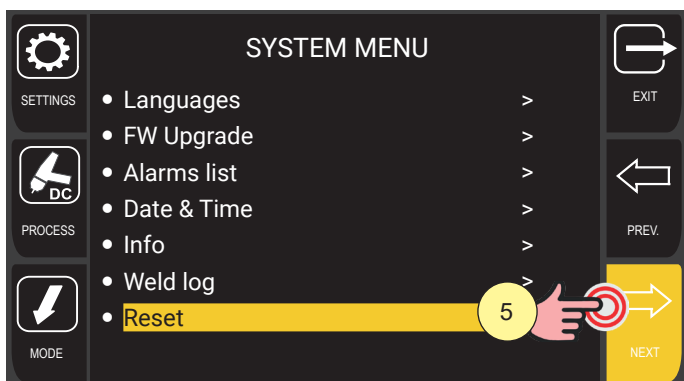 SYSTEM MENU
SETTINGS
EXIT
• Languages >
• FW Upgrade >
• Alarms list >
DC
• Date & Time >
PROCESS
PREV.
• Info >
• Weld log >
• Reset
5
MODE
NEXT